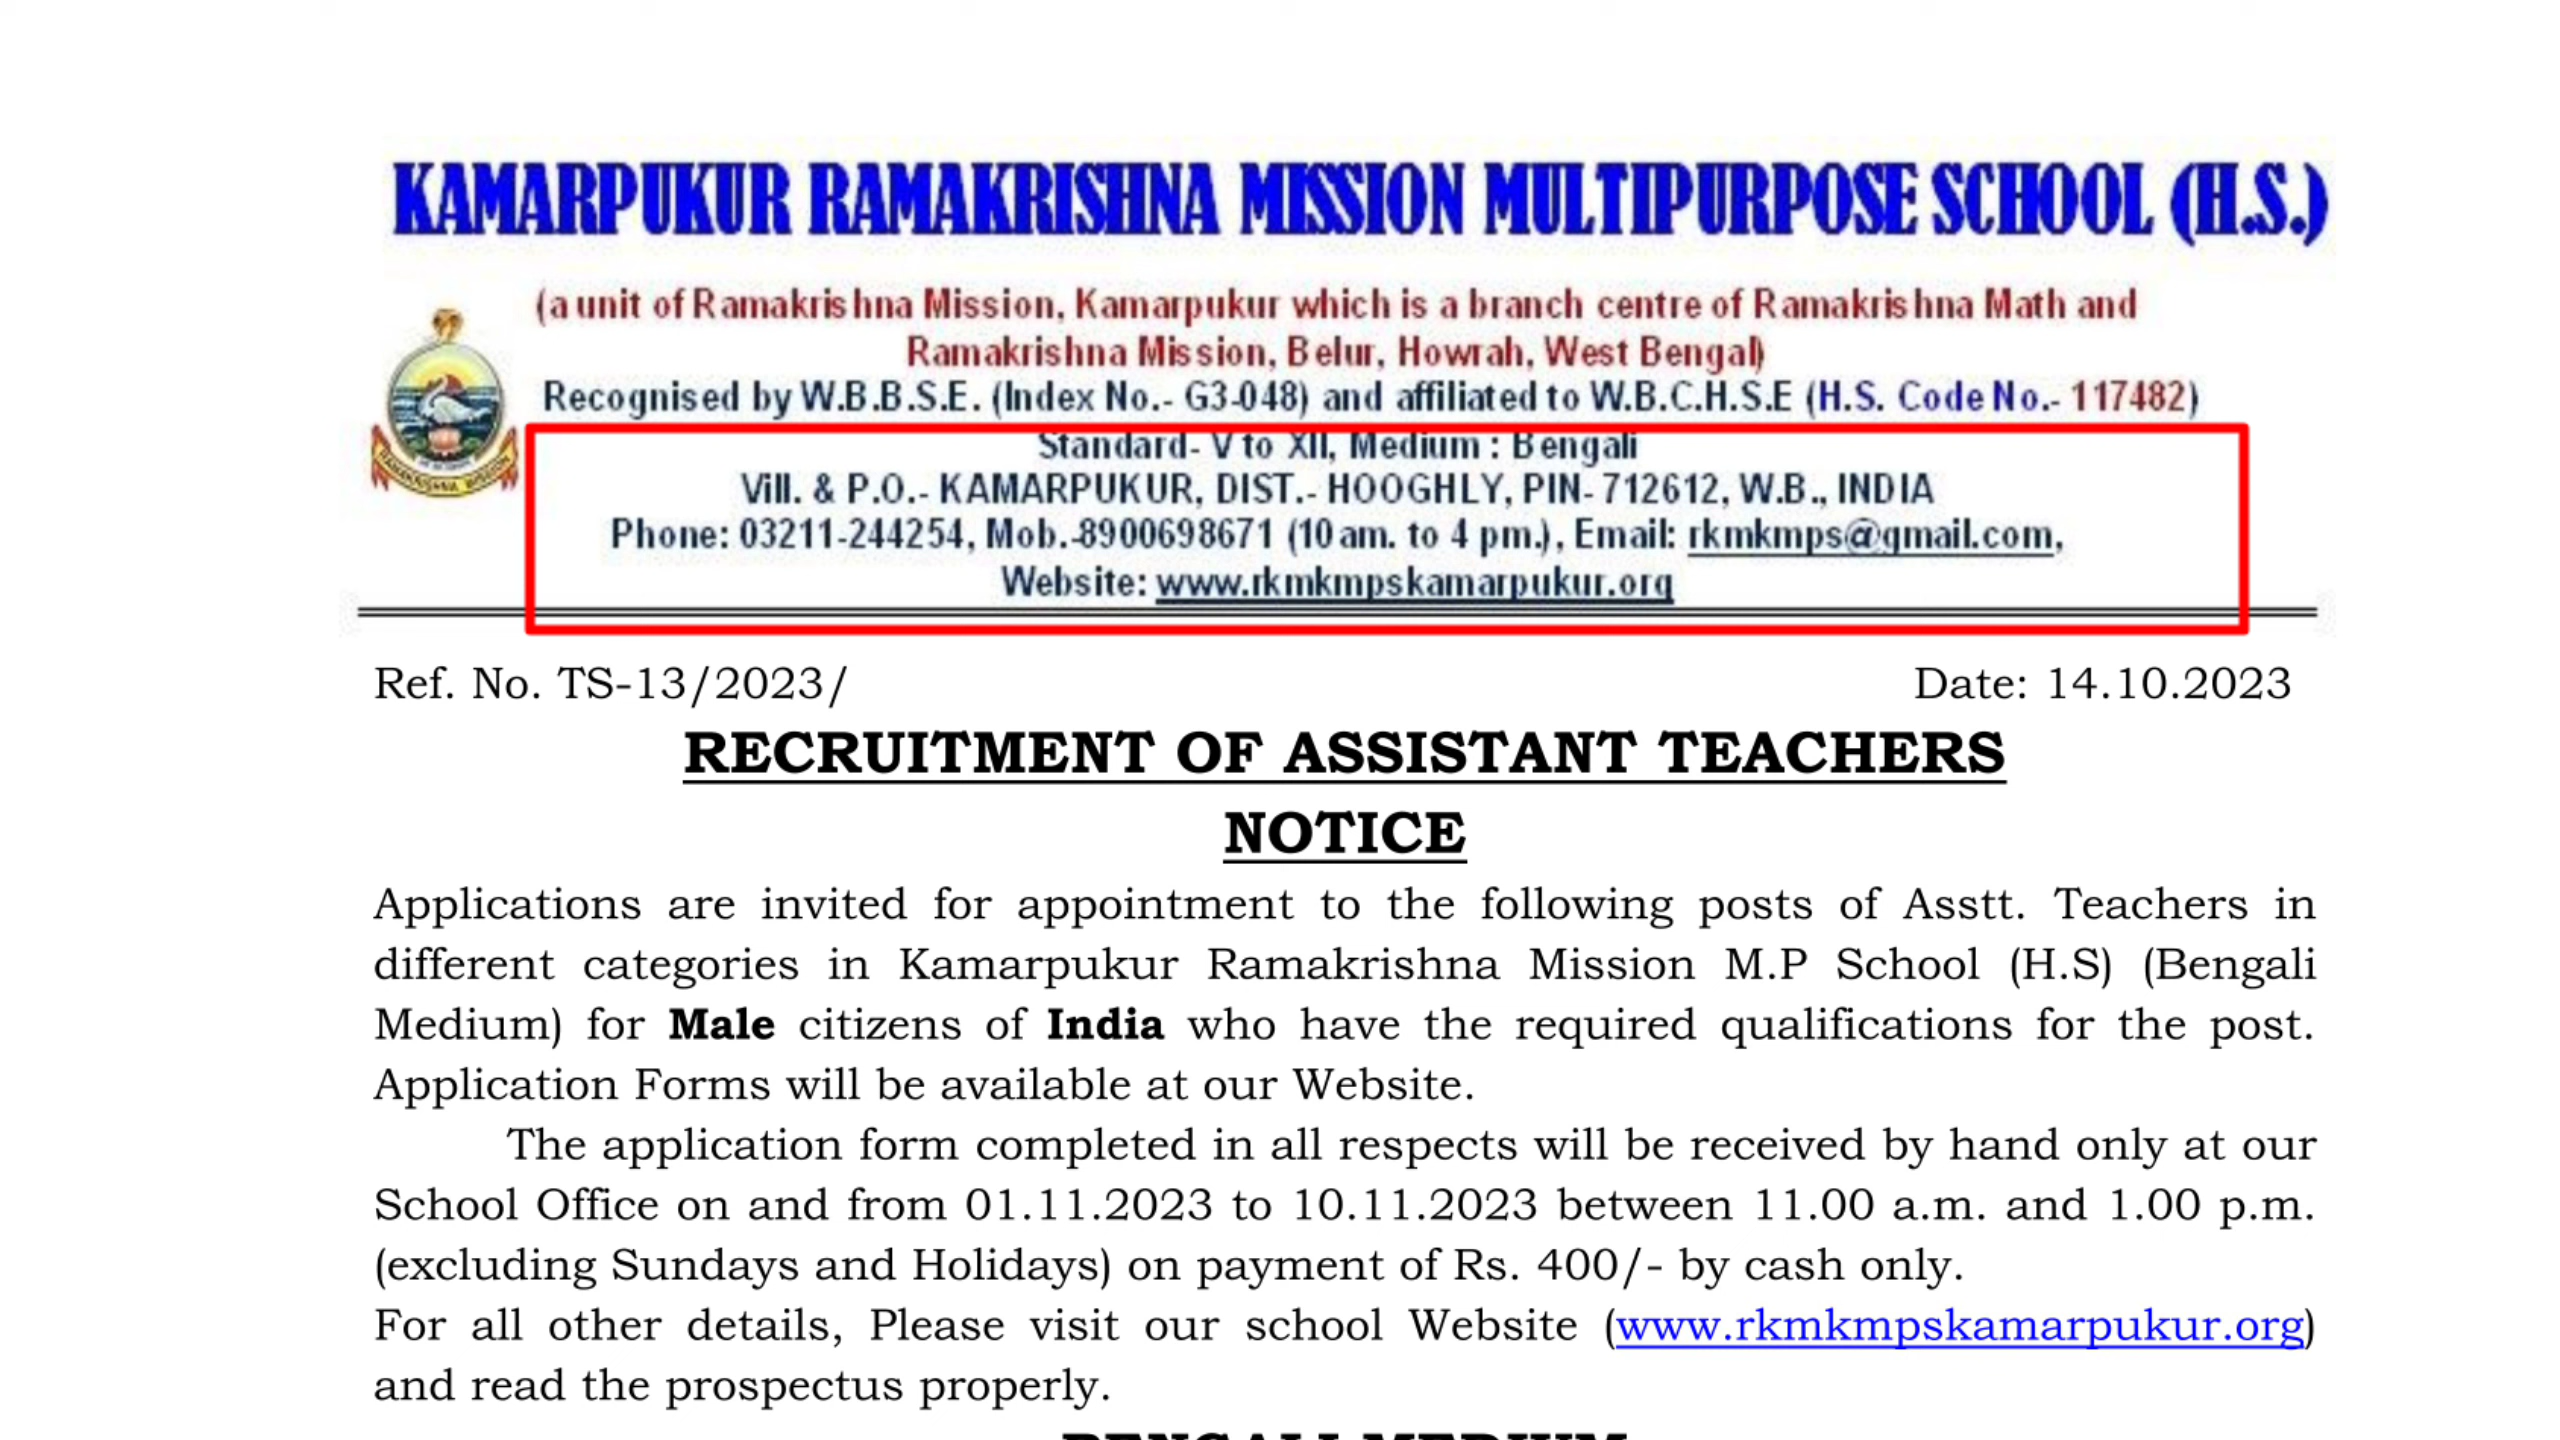 KAMARPUKUR RAMAKRISHNA MISSION MULTIPURPOSE SCHOOL (H.S.)
(a unit of Ramakrishna Mission, Kamarpukur which is a branch centre of Ramakrishna Math and
Ramakrishna Mission, Belur, Howrah, West Bengal)
Recognised by W.B.B.S.E. (Index No.- G3-048) and affiliated to W.B.C.H.S.E (H.S. Code No.- 117482)
Standard- V to XII, Medium : Bengali
Vill. & P.O.- KAMARPUKUR, DIST.- HOOGHLY, PIN- 712612, W.B., INDIA
Phone: 03211-244254, Mob.-8900698671 (10 am. to 4 pm.), Email: rkmkmps@gmail.com,
Website: www.rkmkmpskamarpukur.org
RAMAKRISHNA MISSION
Ref. No. TS-13/2023/ Date: 14.10.2023
RECRUITMENT OF ASSISTANT TEACHERS
NOTICE
Applications are invited for appointment to the following posts of Asstt. Teachers in
different categories in Kamarpukur Ramakrishna Mission M.P School (H.S) (Bengali
Medium) for Male citizens of India who have the required qualifications for the post.
Application Forms will be available at our Website.
The application form completed in all respects will be received by hand only at our
School Office on and from 01.11.2023 to 10.11.2023 between 11.00 a.m. and 1.00 p.m.
(excluding Sundays and Holidays) on payment of Rs. 400/- by cash only.
For all other details, Please visit our school Website (www.rkmkmpskamarpukur.org)
and read the prospectus properly.
BENGALI MEDIUM